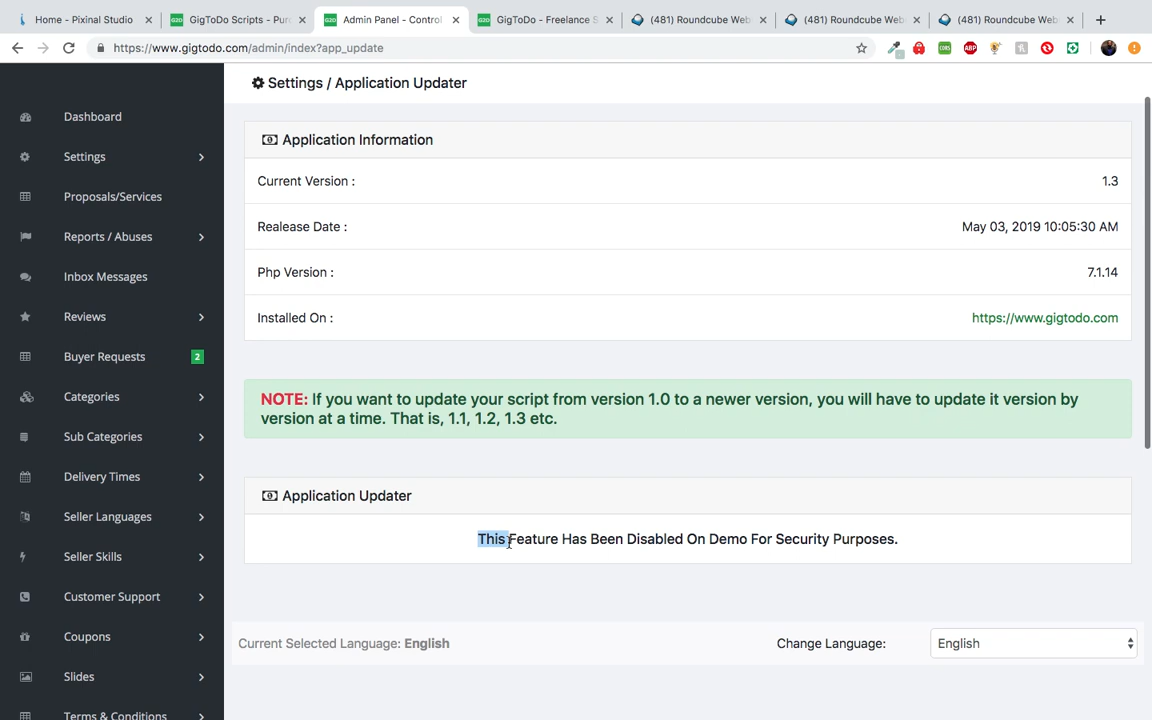 Home - Pixinal Studio
GigToDo Scripts - Pur
Admin Panel - Control
GigToDo - Freelance S
(481) Roundcube Web
(481) Roundcube Web
(481) Roundcube Web
https://www.gigtodo.com/admin/index?app_update
Settings / Application Updater
Dashboard
Settings
Proposals/Services
Reports / Abuses
Inbox Messages
Reviews
Buyer Requests 2
Categories
Sub Categories
Delivery Times
Seller Languages
Seller Skills
Customer Support
Coupons
Slides
Terms & Conditions
Application Information
Current Version : 1.3
Realease Date : May 03, 2019 10:05:30 AM
Php Version : 7.1.14
Installed On : https://www.gigtodo.com
NOTE: If you want to update your script from version 1.0 to a newer version, you will have to update it version by
version at a time. That is, 1.1, 1.2, 1.3 etc.
Application Updater
This Feature Has Been Disabled On Demo For Security Purposes.
Current Selected Language: English
Change Language: English